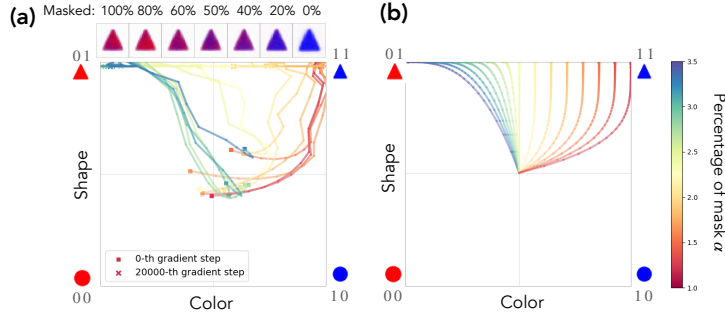 (a)
Masked: 100% 80% 60% 50% 40% 20% 0%
01
11
Shape
0-th gradient step
20000-th gradient step
00
Color
10
(b)
01
11
Shape
00
Color
10
3.5
3.0
2.5
2.0
1.5
1.0
Percentage of mask α